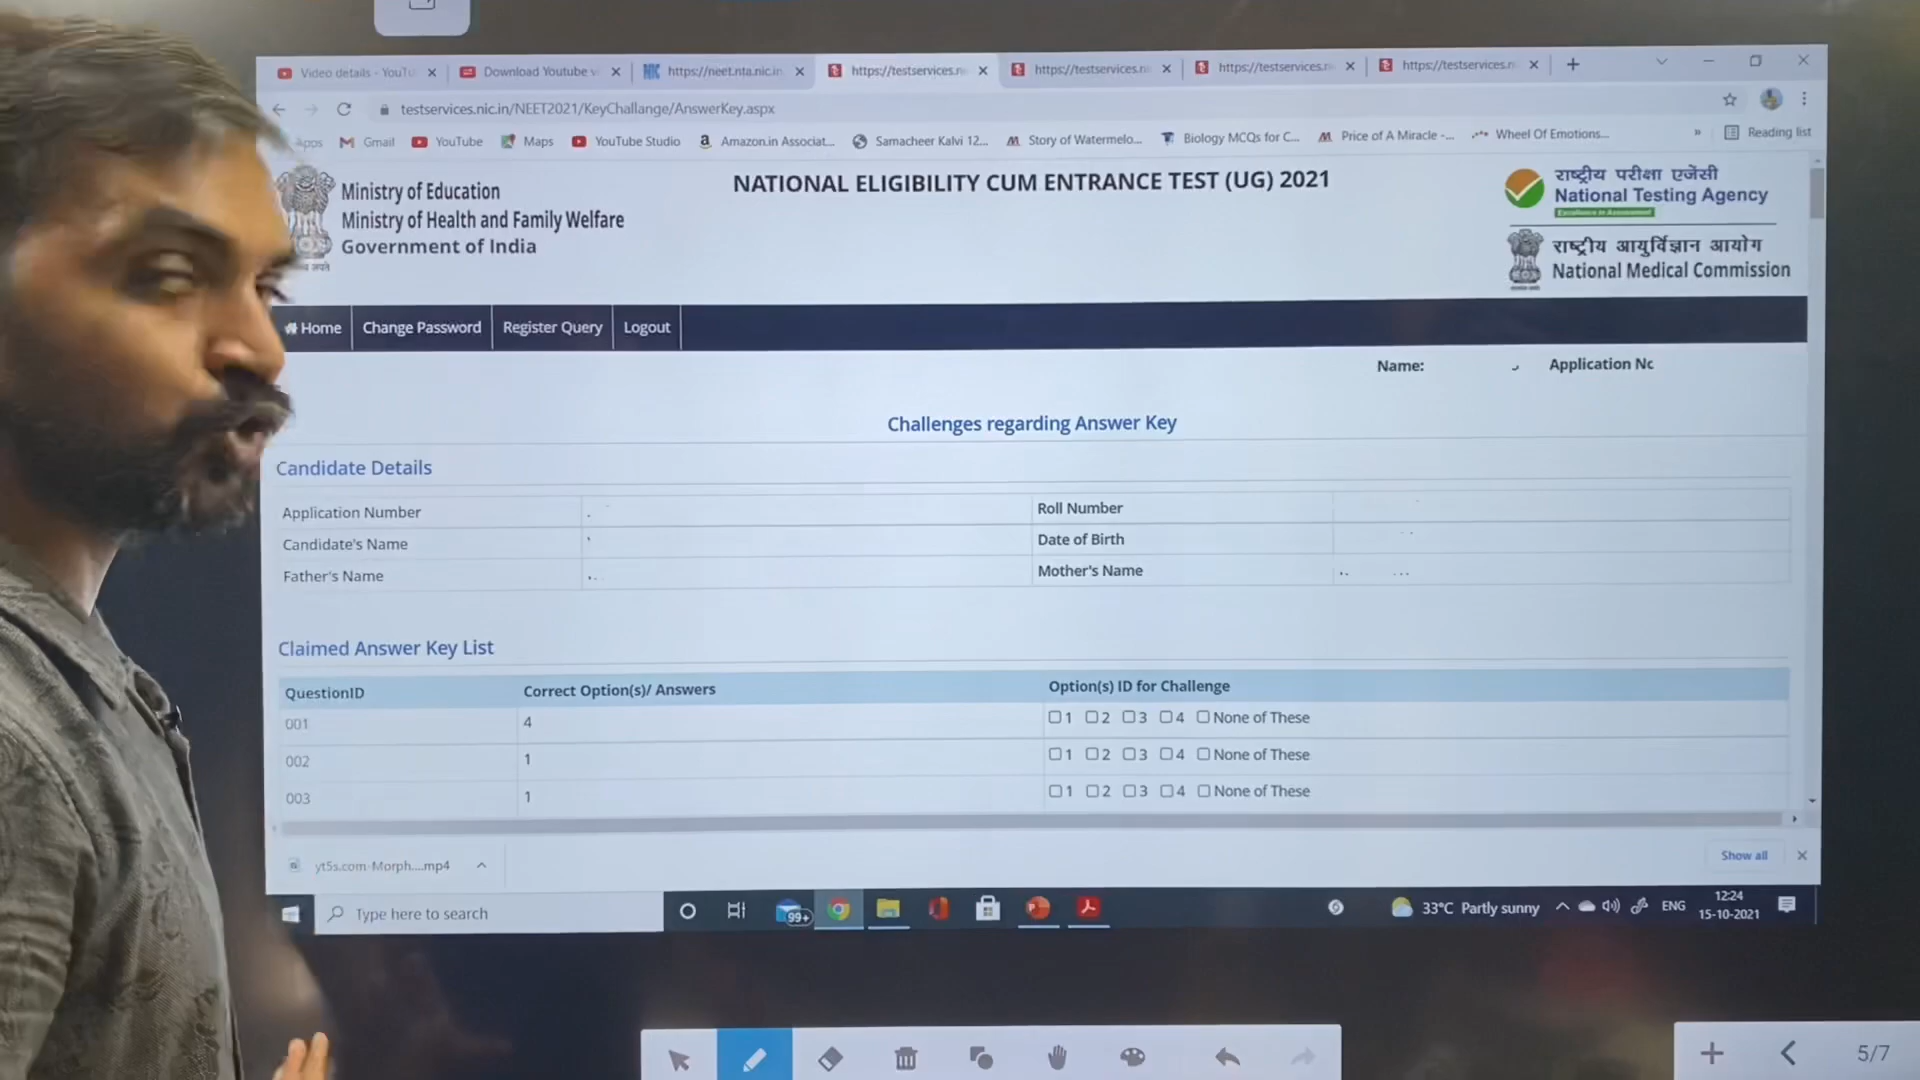 Video details - YouTu
Download Youtube v
https://neet.nta.nic.in
https://testservices.n
https://testservices.ni
https://testservices.n
https://testservices.n
testservices.nic.in/NEET2021/KeyChallange/AnswerKey.aspx
Apps
Gmail
YouTube
Maps
YouTube Studio
Amazon.in Associat...
Samacheer Kalvi 12...
Story of Watermelo...
Biology MCQs for C...
Price of A Miracle -...
Wheel Of Emotions...
»
Reading list
Ministry of Education
Ministry of Health and Family Welfare
Government of India
NATIONAL ELIGIBILITY CUM ENTRANCE TEST (UG) 2021
राष्ट्रीय परीक्षा एजेंसी
National Testing Agency
Excellence in Assessment
राष्ट्रीय आयुर्विज्ञान आयोग
National Medical Commission
Home
Change Password
Register Query
Logout
Name:
Application No
Challenges regarding Answer Key
Candidate Details
Application Number
Roll Number
Candidate's Name
Date of Birth
Father's Name
Mother's Name
Claimed Answer Key List
QuestionID Correct Option(s)/ Answers Option(s) ID for Challenge
001 4 1 2 3 4 None of These
002 1 1 2 3 4 None of These
003 1 1 2 3 4 None of These
yt5s.com-Morph....mp4
Show all
Type here to search
99+
33°C Partly sunny
ENG
12:24
15-10-2021
5/7